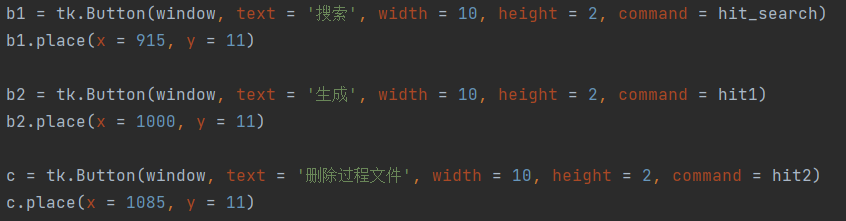 b1 = tk.Button(window, text = '搜索', width = 10, height = 2, command = hit_search)
b1.place(x = 915, y = 11)
b2 = tk.Button(window, text = '生成', width = 10, height = 2, command = hit1)
b2.place(x = 1000, y = 11)
c = tk.Button(window, text = '删除过程文件', width = 10, height = 2, command = hit2)
c.place(x = 1085, y = 11)